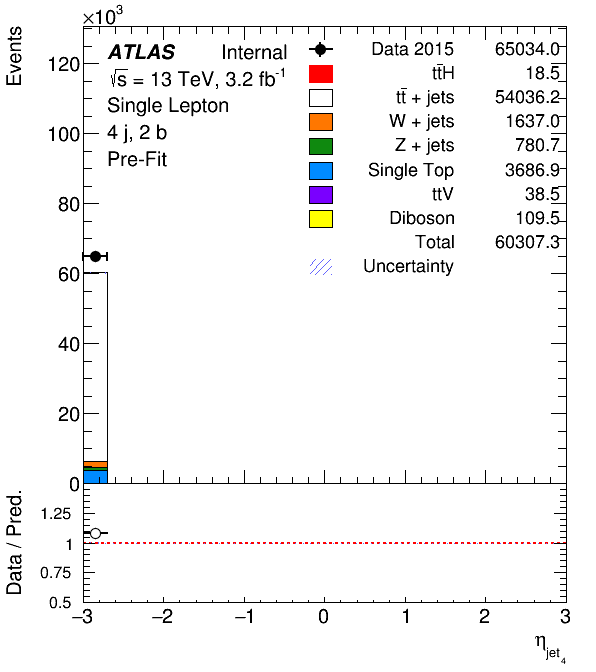 ×10³
Events
120
100
80
60
40
20
0
ATLAS Internal
√s = 13 TeV, 3.2 fb⁻¹
Single Lepton
4 j, 2 b
Pre-Fit
Data 2015 65034.0
tt̄H 18.5
tt̄ + jets 54036.2
W + jets 1637.0
Z + jets 780.7
Single Top 3686.9
ttV 38.5
Diboson 109.5
Total 60307.3
Uncertainty
Data / Pred.
1.25
1
0.75
0.5
−3 −2 −1 0 1 2 3
η_jet₄